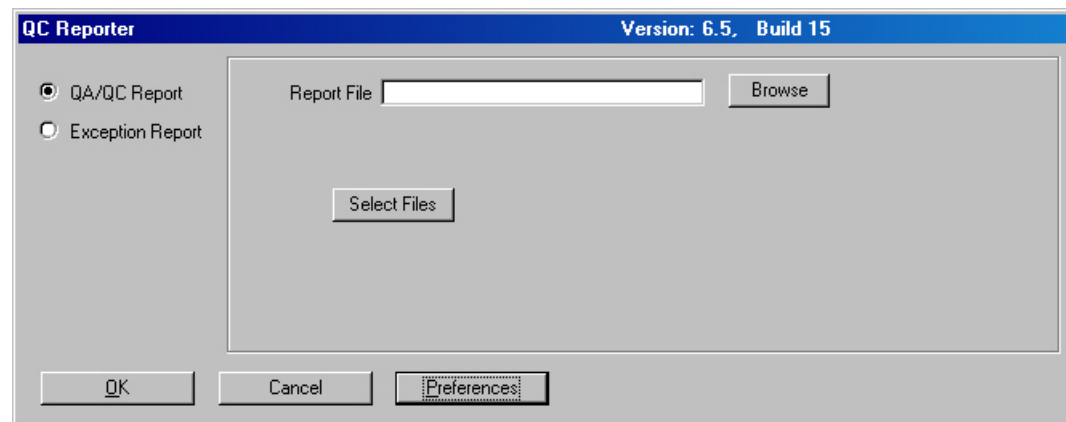 QC Reporter Version: 6.5, Build 15
QA/QC Report
Exception Report
Report File
Browse
Select Files
OK
Cancel
Preferences